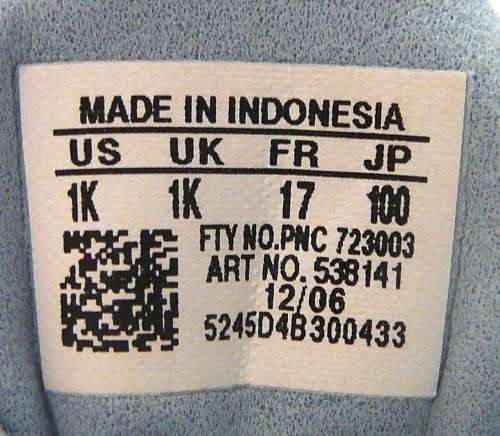 MADE IN INDONESIA
US UK FR JP
1K 1K 17 100
FTY NO.PNC 723003
ART NO. 538141
12/06
5245D4B300433